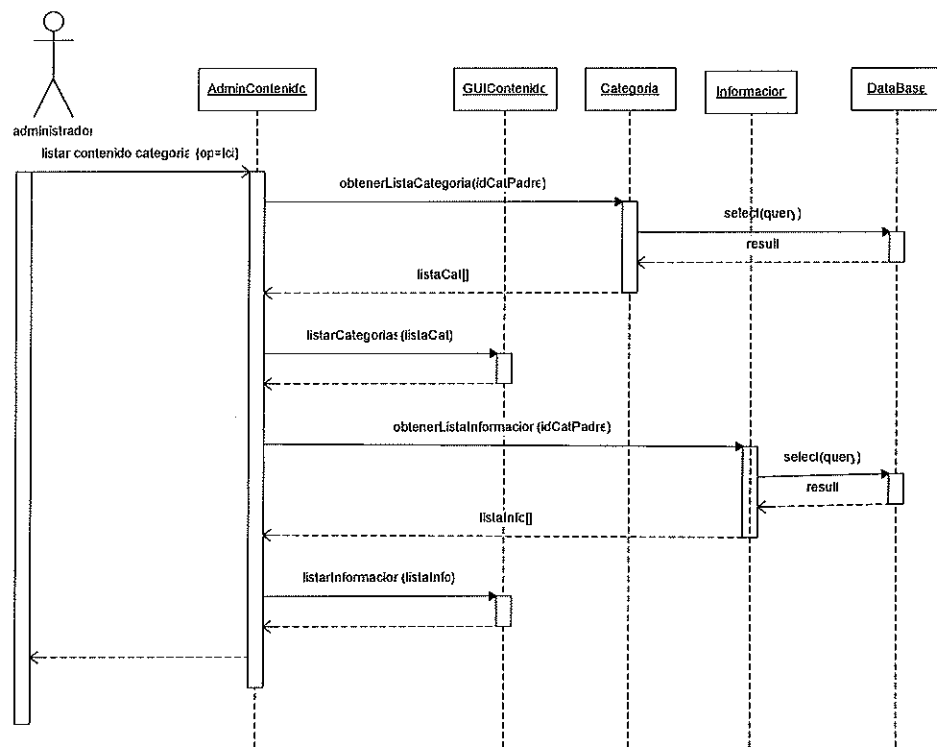 AdminContenido
GUIContenido
Categoria
Informacion
DataBase
administrador
listar contenido categoria (op=lci)
obtenerListaCategoria(idCatPadre)
select(query)
result
listaCat[]
listarCategorias(listaCat)
obtenerListaInformacion(idCatPadre)
select(query)
result
listaInfo[]
listarInformacion(listaInfo)